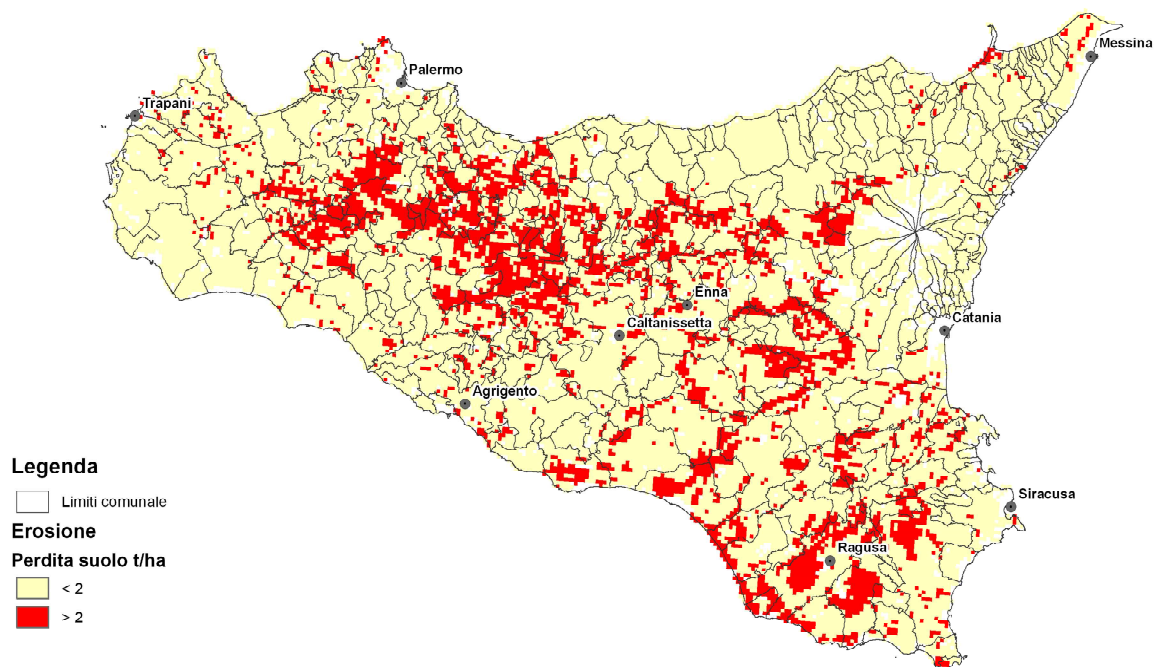 Messina
Palermo
Trapani
Enna
Catania
Caltanissetta
Agrigento
Siracusa
Ragusa
Legenda
Limiti comunale
Erosione
Perdita suolo t/ha
< 2
> 2